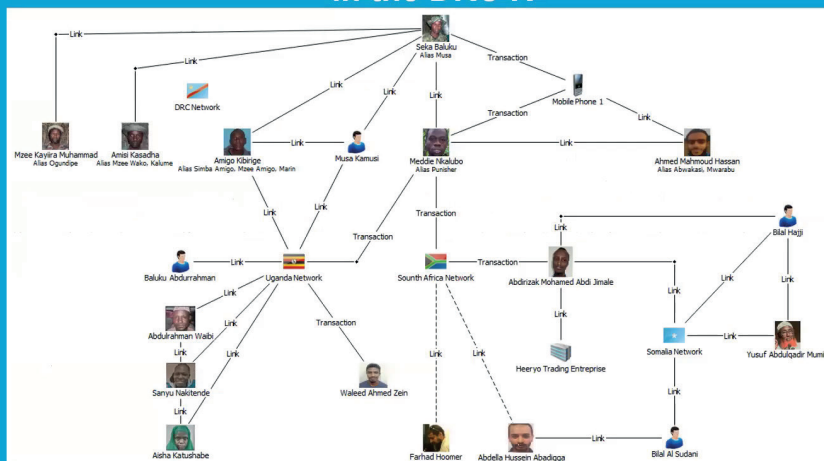 Seka Baluku
Alias Musa
Link
Link
Link
Link
Link
Transaction
Mobile Phone 1
Transaction
Link
DRC Network
Mzee Kayiira Muhammad
Alias Ogundipe
Amisi Kasadha
Alias Mzee Wako, Kalume
Amigo Kibirige
Alias Simba Amigo, Mzee Amigo, Marin
Link
Musa Kamusi
Meddie Nkalubo
Alias Punisher
Link
Ahmed Mahmoud Hassan
Alias Abwakasi, Mwarabu
Link
Link
Transaction
Transaction
Link
Bilal Hajji
Baluku Abdurrahman
Link
Uganda Network
Sounth Africa Network
Transaction
Abdirizak Mohamed Abdi Jimale
Link
Link
Link
Link
Abdulrahman Waibi
Link
Link
Link
Transaction
Link
Heeryo Trading Entreprise
Somalia Network
Link
Yusuf Abdulqadir Mumi
Link
Sanyu Nakitende
Waleed Ahmed Zein
Link
Link
Link
Link
Aisha Katushabe
Farhad Hoomer
Abdella Hussein Abadigga
Link
Bilal Al Sudani